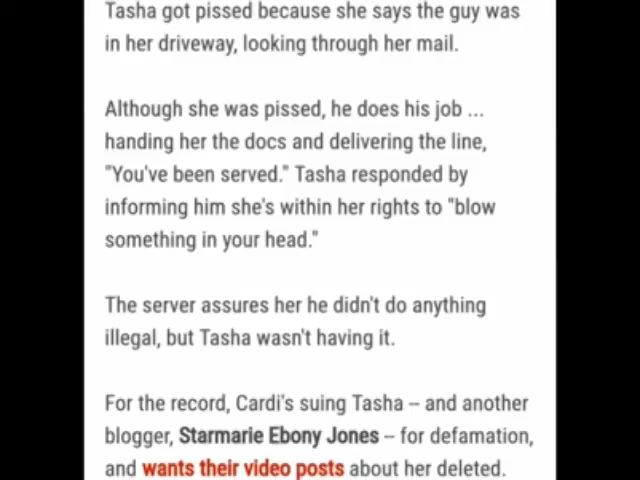 Tasha got pissed because she says the guy was
in her driveway, looking through her mail.
Although she was pissed, he does his job ...
handing her the docs and delivering the line,
"You've been served." Tasha responded by
informing him she's within her rights to "blow
something in your head."
The server assures her he didn't do anything
illegal, but Tasha wasn't having it.
For the record, Cardi's suing Tasha -- and another
blogger, Starmarie Ebony Jones -- for defamation,
and wants their video posts about her deleted.